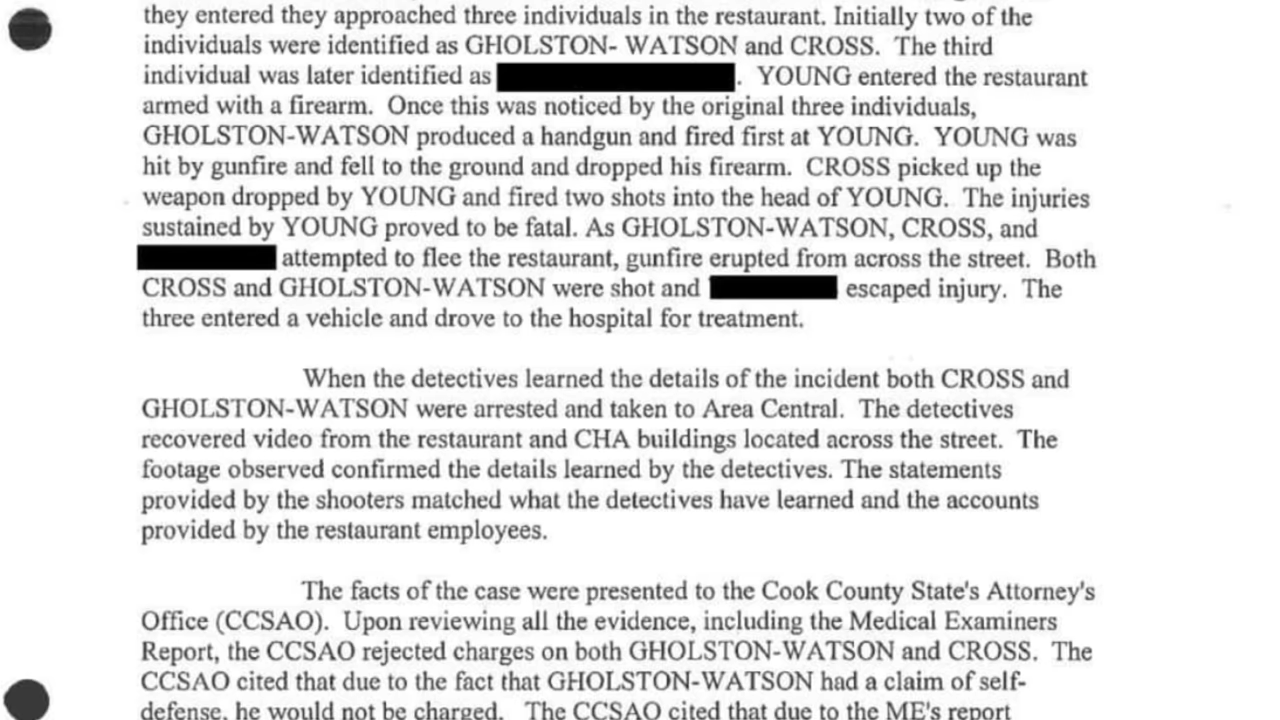 they entered they approached three individuals in the restaurant. Initially two of the
individuals were identified as GHOLSTON- WATSON and CROSS. The third
individual was later identified as . YOUNG entered the restaurant
armed with a firearm. Once this was noticed by the original three individuals,
GHOLSTON-WATSON produced a handgun and fired first at YOUNG. YOUNG was
hit by gunfire and fell to the ground and dropped his firearm. CROSS picked up the
weapon dropped by YOUNG and fired two shots into the head of YOUNG. The injuries
sustained by YOUNG proved to be fatal. As GHOLSTON-WATSON, CROSS, and
attempted to flee the restaurant, gunfire erupted from across the street. Both
CROSS and GHOLSTON-WATSON were shot and escaped injury. The
three entered a vehicle and drove to the hospital for treatment.
When the detectives learned the details of the incident both CROSS and
GHOLSTON-WATSON were arrested and taken to Area Central. The detectives
recovered video from the restaurant and CHA buildings located across the street. The
footage observed confirmed the details learned by the detectives. The statements
provided by the shooters matched what the detectives have learned and the accounts
provided by the restaurant employees.
The facts of the case were presented to the Cook County State's Attorney's
Office (CCSAO). Upon reviewing all the evidence, including the Medical Examiners
Report, the CCSAO rejected charges on both GHOLSTON-WATSON and CROSS. The
CCSAO cited that due to the fact that GHOLSTON-WATSON had a claim of self-
defense, he would not be charged. The CCSAO cited that due to the ME's report